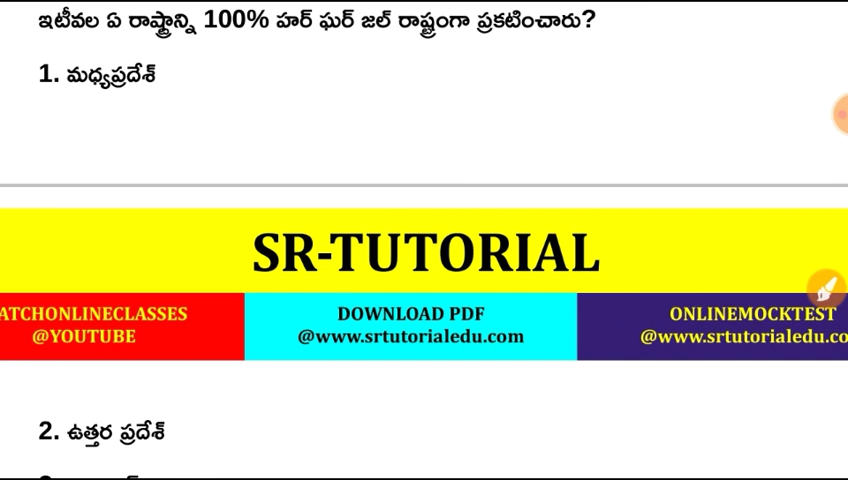 ఇటీవల ఏ రాష్ట్రాన్ని 100% హర్ ఘర్ జల్ రాష్ట్రంగా ప్రకటించారు?
1. మధ్యప్రదేశ్
SR-TUTORIAL
ATCHONLINECLASSES
@YOUTUBE
DOWNLOAD PDF
@www.srtutorialedu.com
ONLINEMOCKTEST
@www.srtutorialedu.co
2. ఉత్తర ప్రదేశ్